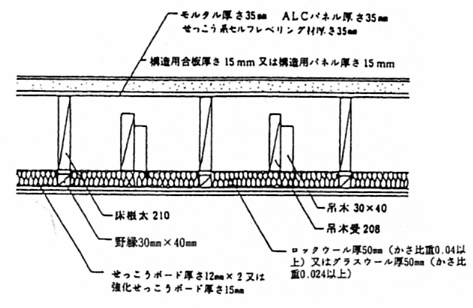 モルタル厚さ35mm ALCパネル厚さ35mm
せっこう系セルフレベリング材厚さ35mm
構造用合板厚さ15mm又は構造用パネル厚さ15mm
床根太210
野縁30mm×40mm
せっこうボード厚さ12mm×2又は
強化せっこうボード厚さ15mm
吊木30×40
吊木受208
ロックウール厚50mm(かさ比重0.04以
上)又はグラスウール厚50mm(かさ比
重0.024以上)